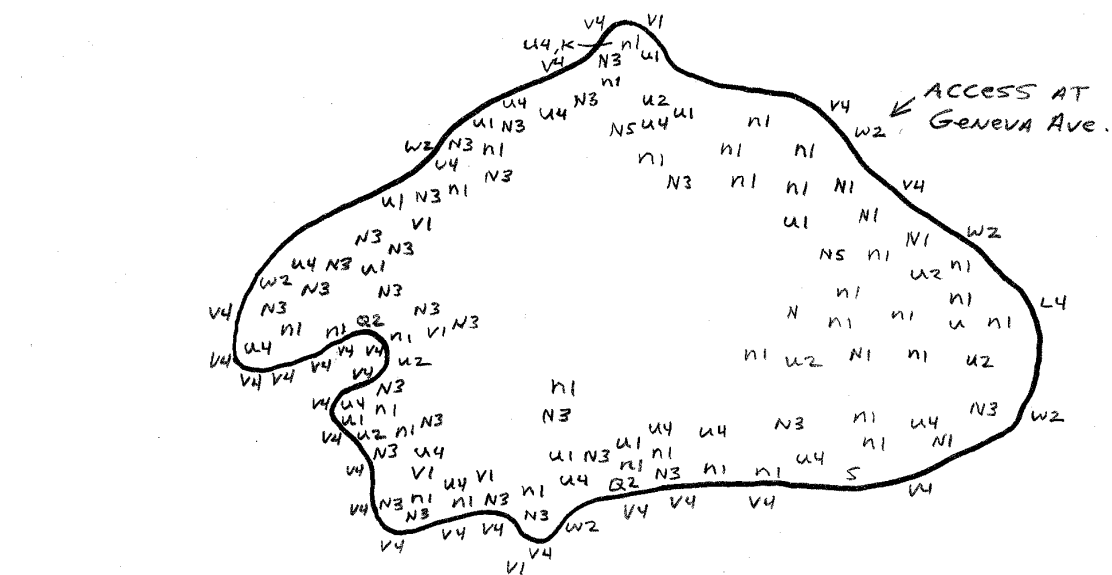 V4 V1
U4,K n1
V4 N3 u1
n1
U4 U4 N3 U2 u1 V4 ACCESS AT
u1 N3 N5 U4 n1 W2 GENEVA AVE.
W2 N3 n1 n1 n1 n1
U4
N3 N3 n1 n1 N1 V4
u1 N3 n1
V1 u1 N1
N3 N3 N1 W2
U4 N3 u1 N5 n1 n1
W2 N3 N3 U2
n1 n1
V4 N3 N3 N n1 L4
n1 n1 Q2 V1 N3 n1 u n1
n1
V4 U4 V4 V4 U2 n1 U2 N1 n1 U2
V4 V4 V4 V4
N3 n1
V4 U4 n1 N3 N3 W2
u1 N3 n1 U4
V4 U2 n1 U4 U4 N3
N3 U4 u1 n1 N1
V4 V1 u1 N3 n1 U4
U4 V1 U4 n1 N3 n1 n1 S
V4 N3 n1 n1 N3 n1 Q2 V4
N3 N3 V4 V4 V4
V4 V4 V4 W2
V4
V1